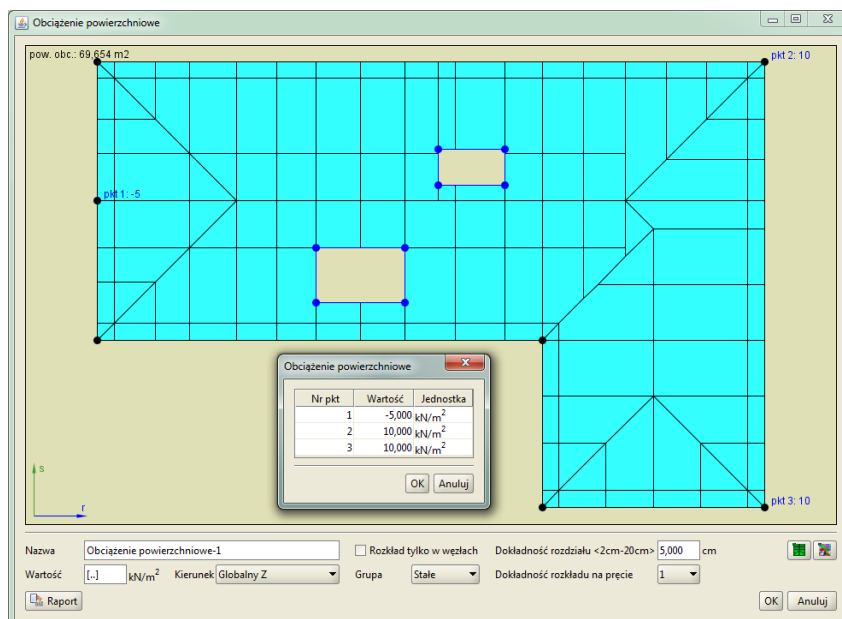 Obciążenie powierzchniowe
pow. obc.: 69,654 m2
pkt 2: 10
pkt 1: -5
Obciążenie powierzchniowe
Nr pkt Wartość Jednostka
1 -5,000 kN/m²
2 10,000 kN/m²
3 10,000 kN/m²
OK Anuluj
s
r
pkt 3: 10
Nazwa Obciążenie powierzchniowe-1 Rozkład tylko w węzłach Dokładność rozdziału <2cm-20cm> 5,000 cm
Wartość [..] kN/m² Kierunek Globalny Z Grupa Stałe Dokładność rozkładu na pręcie 1
Raport OK Anuluj